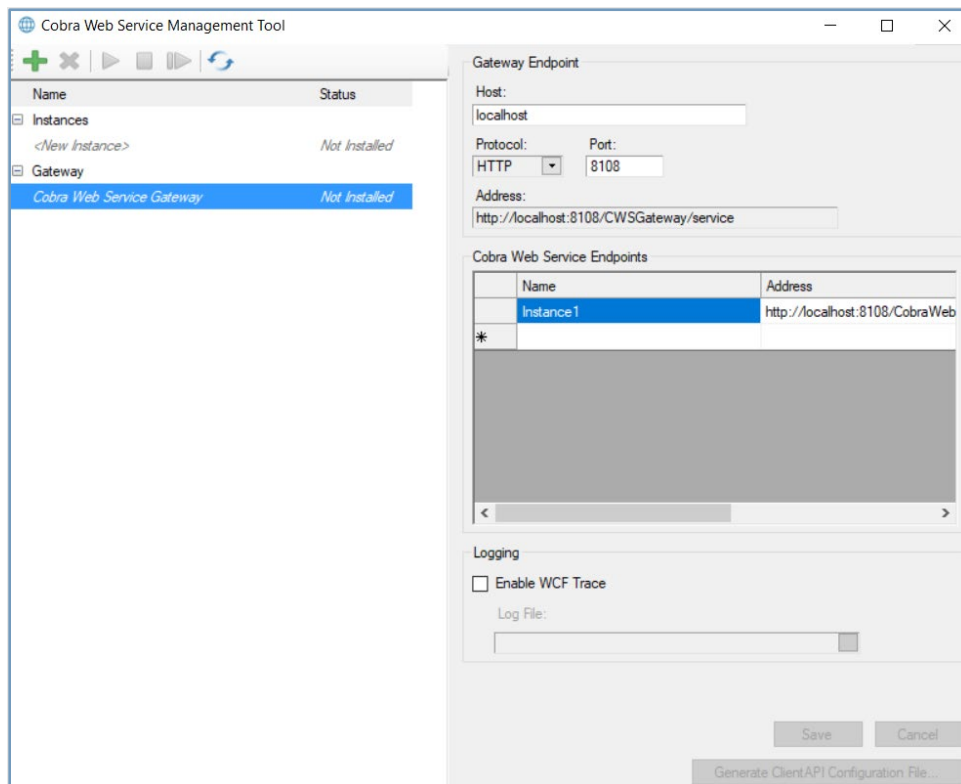 Cobra Web Service Management Tool
Name Status
Instances
<New Instance> Not Installed
Gateway
Cobra Web Service Gateway Not Installed
Gateway Endpoint
Host:
localhost
Protocol: Port:
HTTP 8108
Address:
http://localhost:8108/CWSGateway/service
Cobra Web Service Endpoints
Name Address
Instance1 http://localhost:8108/CobraWeb
Logging
Enable WCF Trace
Log File:
Save Cancel
Generate ClientAPI Configuration File...